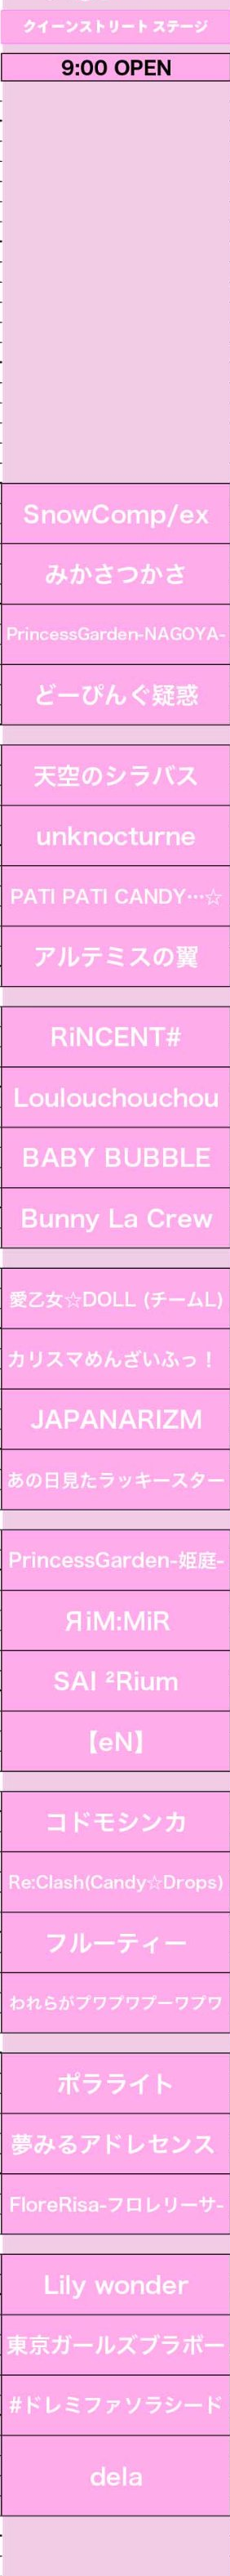 クイーンストリート ステージ
9:00 OPEN
SnowComp/ex
みかさつかさ
PrincessGarden-NAGOYA-
どーぴんぐ疑惑
天空のシラバス
unknocturne
PATI PATI CANDY…☆
アルテミスの翼
RiNCENT#
Loulouchouchou
BABY BUBBLE
Bunny La Crew
愛乙女☆DOLL (チームL)
カリスマめんざいふっ！
JAPANARIZM
あの日見たラッキースター
PrincessGarden-姫庭-
ЯiM:MiR
SAI ²Rium
【eN】
コドモシンカ
Re:Clash(Candy☆Drops)
フルーティー
われらがプワプワプーワプワ
ポラライト
夢みるアドレセンス
FloreRisa-フロレリーサ-
Lily wonder
東京ガールズブラボー
#ドレミファソラシード
dela